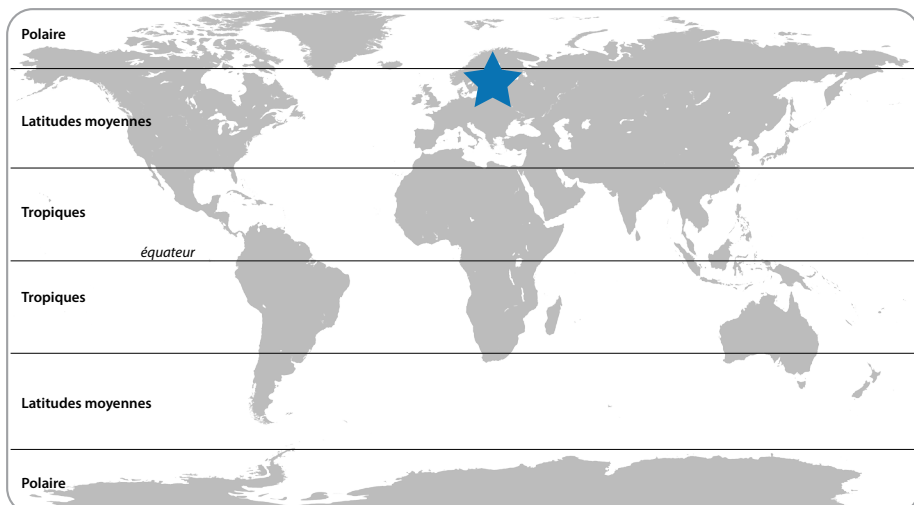 Polaire
Latitudes moyennes
Tropiques
équateur
Tropiques
Latitudes moyennes
Polaire